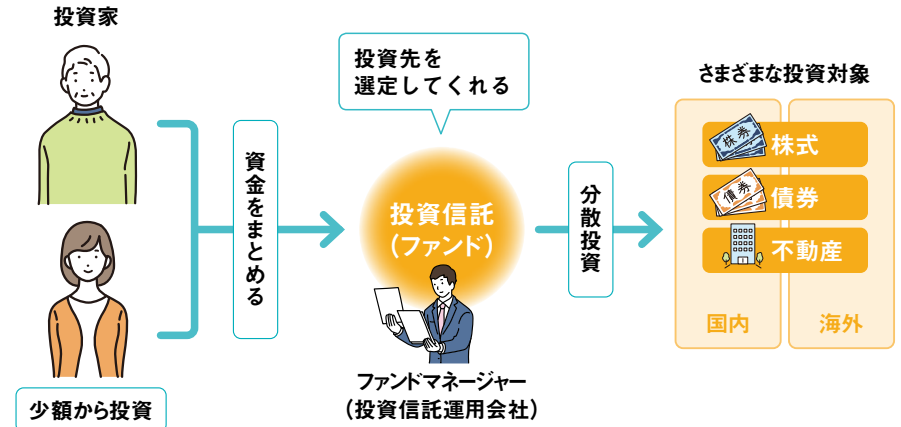 投資家
少額から投資
資金をまとめる
投資先を
選定してくれる
投資信託
(ファンド)
ファンドマネージャー
(投資信託運用会社)
分散投資
さまざまな投資対象
株券
株式
債券
債券
不動産
国内
海外